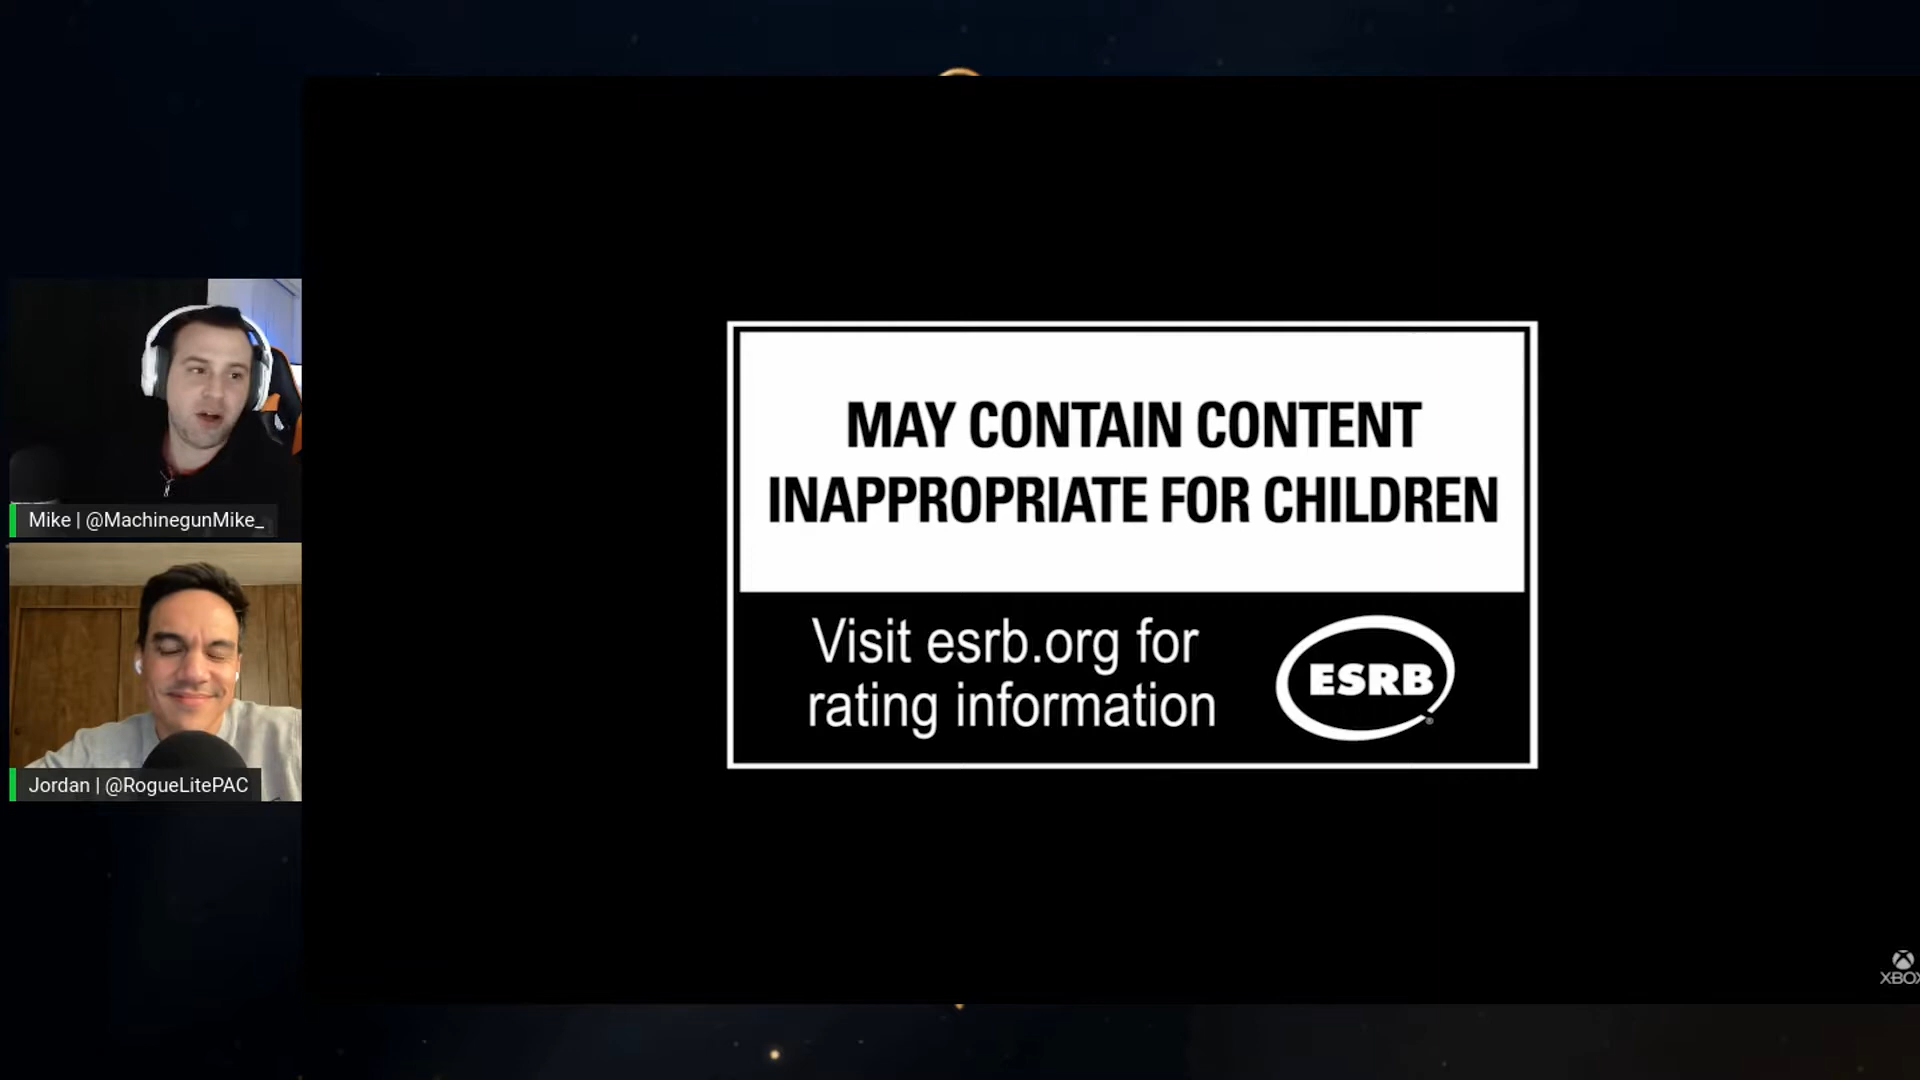 MAY CONTAIN CONTENT
INAPPROPRIATE FOR CHILDREN
Visit esrb.org for
rating information
ESRB
®
Mike | @MachinegunMike_
Jordan | @RogueLitePAC
XBOX